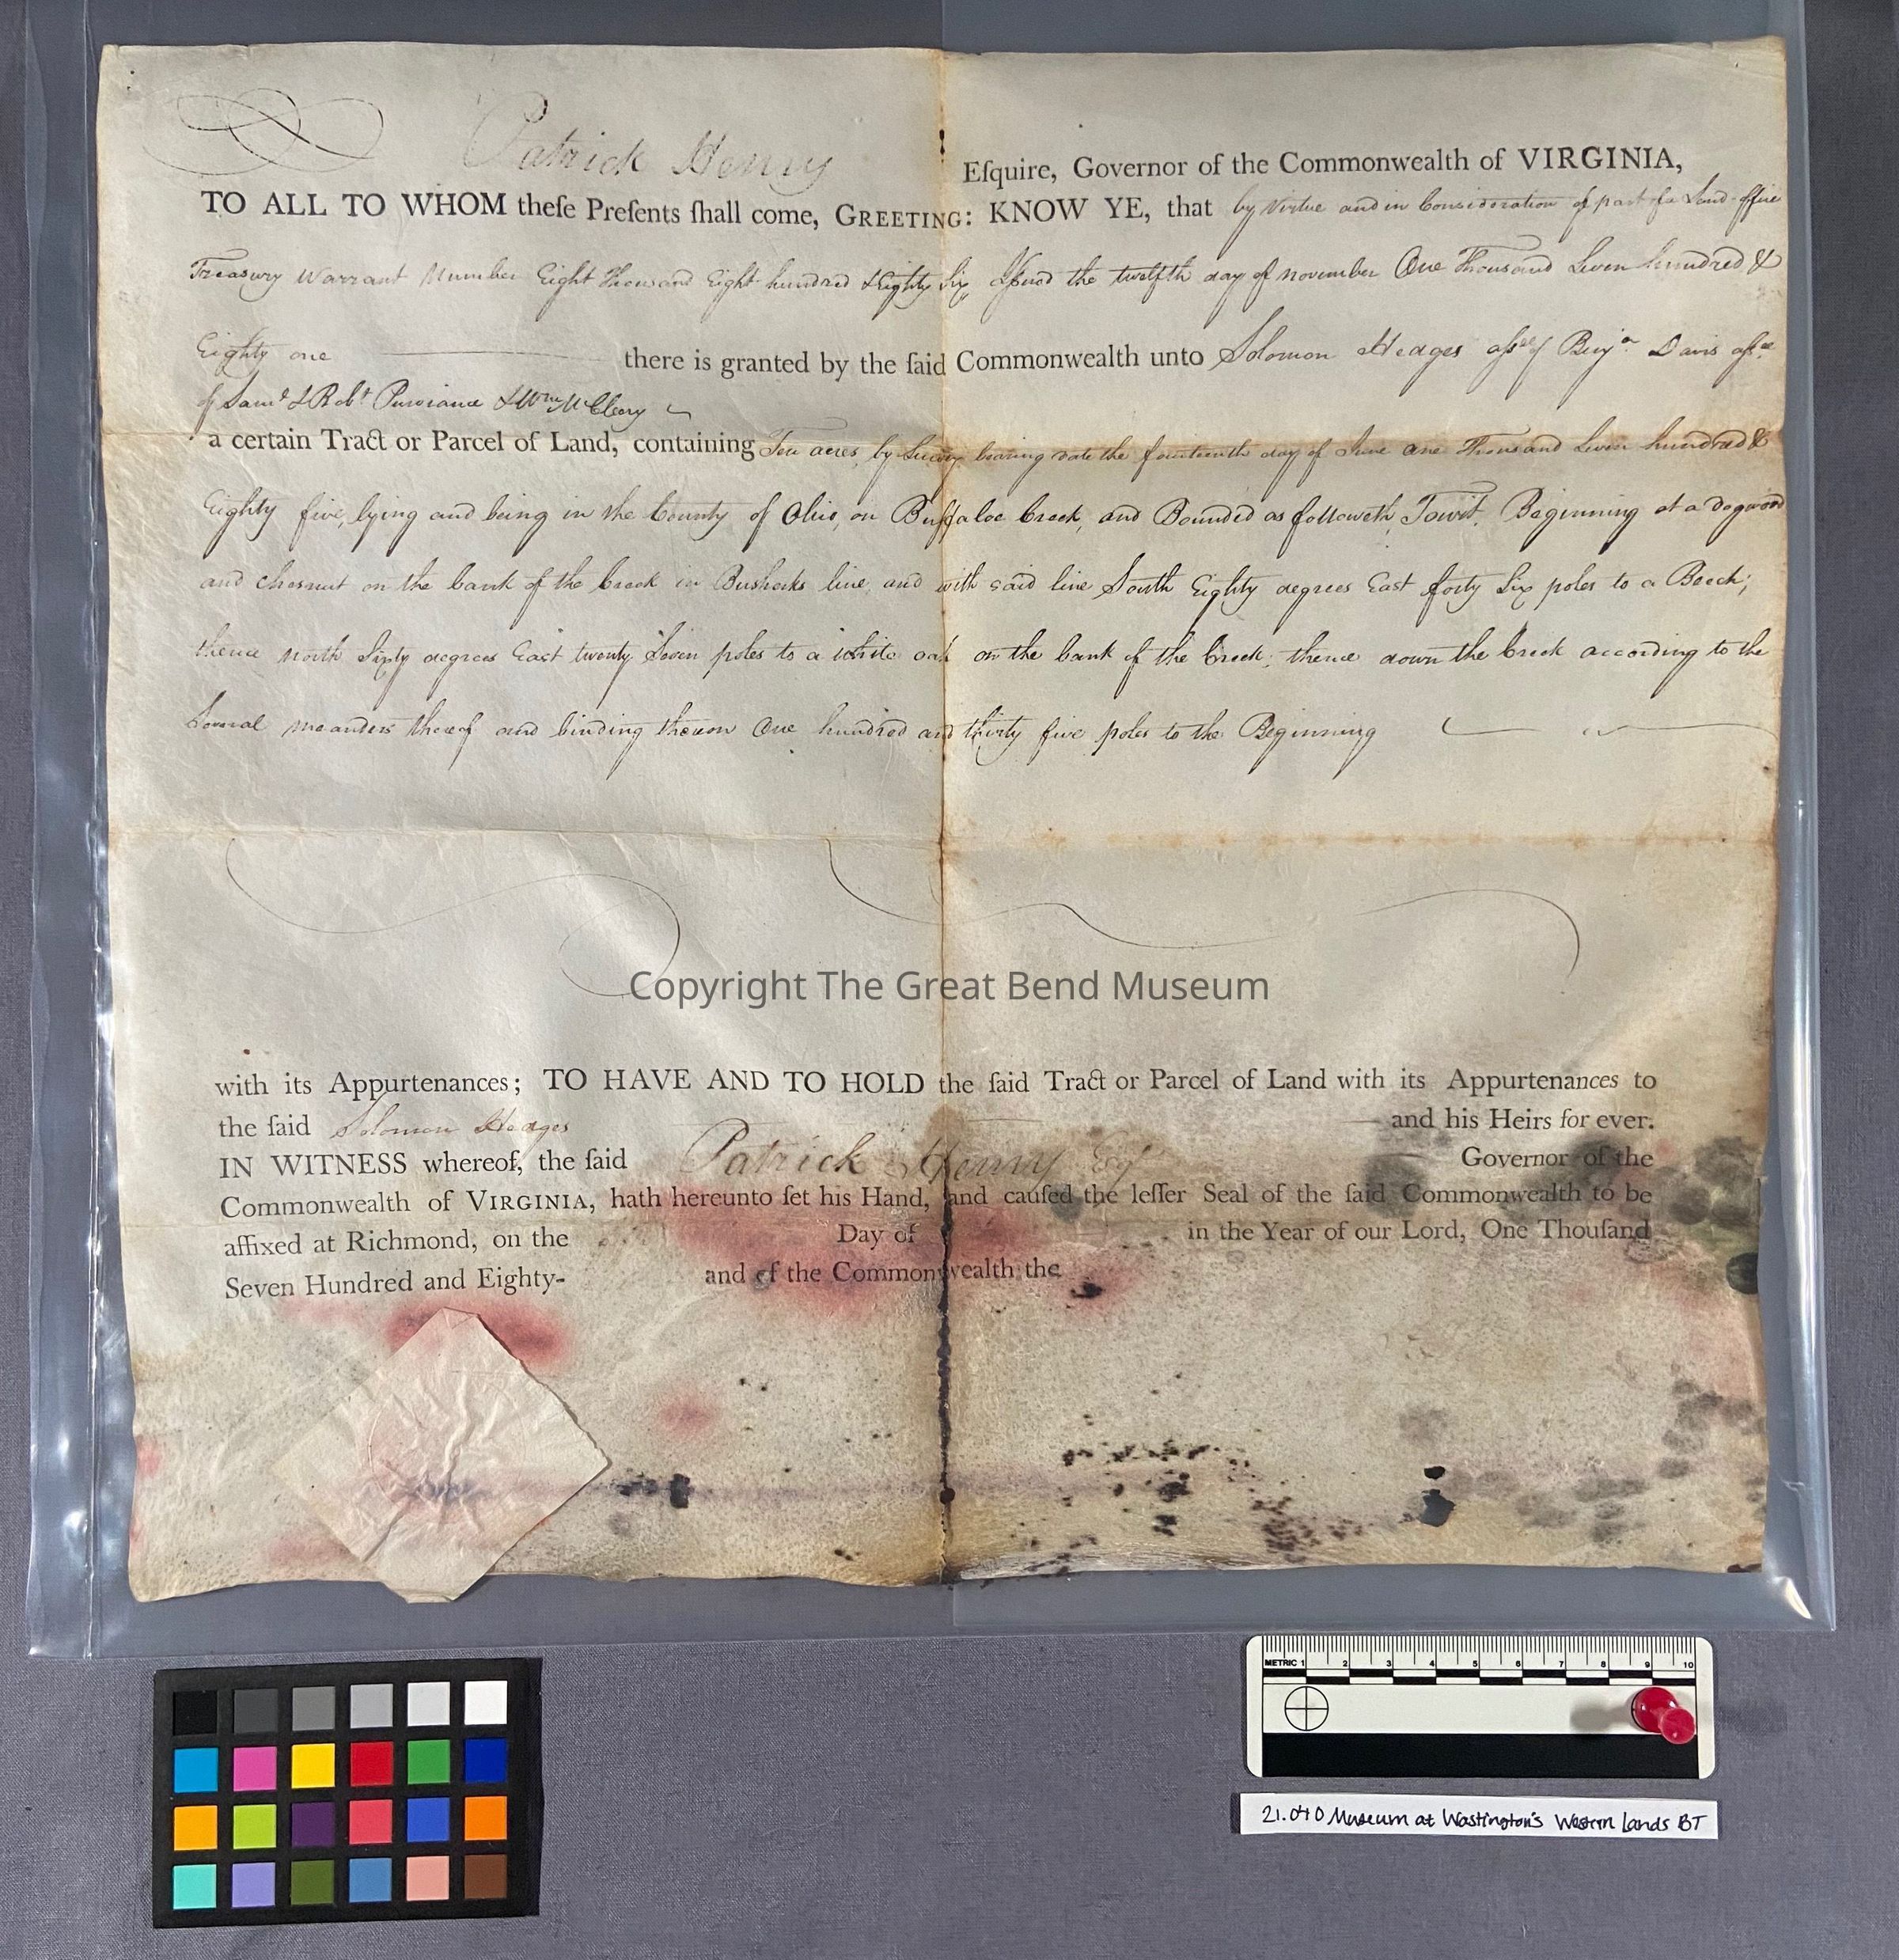 Patrick Henry Eſquire, Governor of the Commonwealth of VIRGINIA,
TO ALL TO WHOM theſe Preſents ſhall come, GREETING: KNOW YE, that by Virtue and in Consideration of part of a Land office
Treasury Warrant Number Eight Thousand Eight hundred & Eighty Six Issued the twelfth day of november One Thousand Seven hundred &
Eighty one there is granted by the ſaid Commonwealth unto Solomon Hedges assee of Benjn Davis assee
of Saml & Robt Purviance & Wm McCleery
a certain Tract or Parcel of Land, containing Ten acres, by Survey bearing date the fourteenth day of June one Thousand Seven hundred &
Eighty five, lying and being in the County of Ohio, on Buffaloe Creek, and Bounded as followeth, Towit, Beginning at a dogwood
and chesnut on the bank of the Creek in line, and with said line South Eighty degrees East forty Six poles to a Beech;
thence north Sixty degrees East twenty Seven poles to a white oak on the bank of the Creek; thence down the Creek according to the
Several meanders thereof and binding thereon One hundred and thirty five poles to the Beginning
Copyright The Great Bend Museum
with its Appurtenances; TO HAVE AND TO HOLD the ſaid Tract or Parcel of Land with its Appurtenances to
the ſaid Solomon Hedges and his Heirs for ever.
IN WITNESS whereof, the ſaid Patrick Henry Esq Governor of the
Commonwealth of VIRGINIA, hath hereunto ſet his Hand, and cauſed the leſſer Seal of the ſaid Commonwealth to be
affixed at Richmond, on the Day of in the Year of our Lord, One Thouſand
Seven Hundred and Eighty- and of the Commonwealth the
METRIC 1 2 3 4 5 6 7 8 9 10
21.040 Museum at Wastington's Western Lands BT